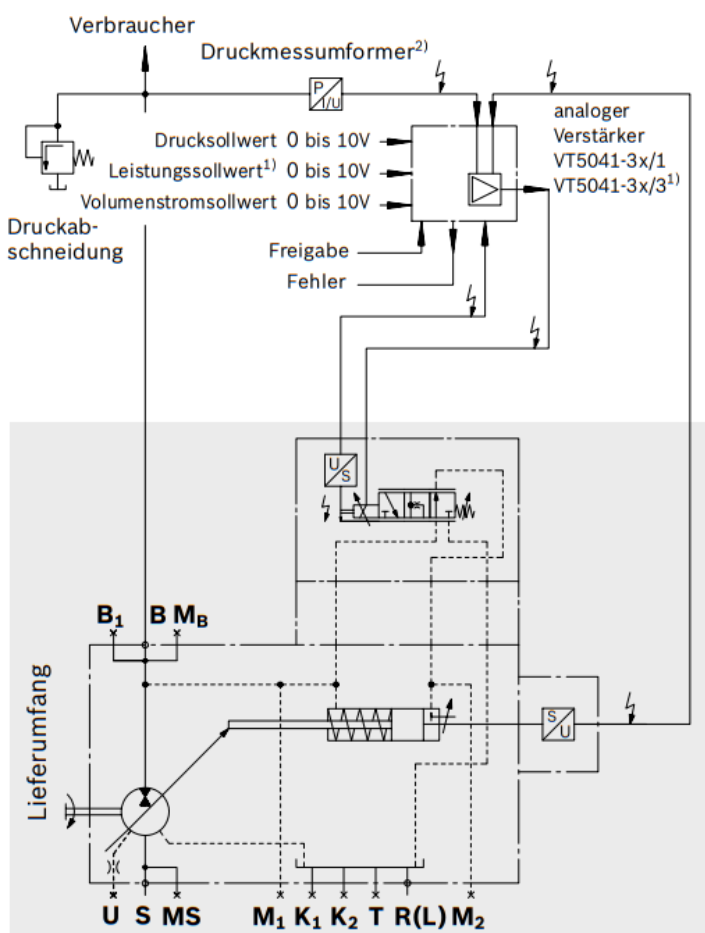 Verbraucher
Druckmessumformer²⁾
P
I/U
Drucksollwert 0 bis 10V
Leistungssollwert¹⁾ 0 bis 10V
Volumenstromsollwert 0 bis 10V
analoger
Verstärker
VT5041-3x/1
VT5041-3x/3¹⁾
Druckab-
schneidung
Freigabe
Fehler
U/S
B₁ B M_B
Lieferumfang
S/U
U S MS M₁ K₁ K₂ T R(L) M₂